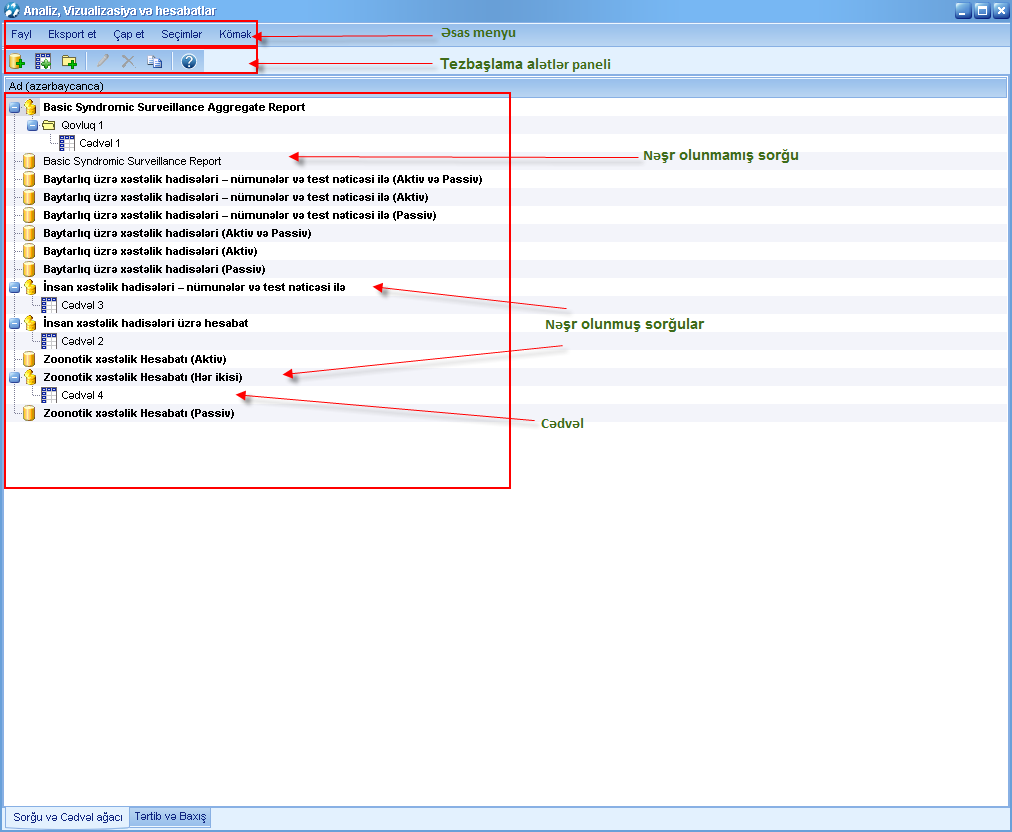 Analiz, Vizualizasiya və hesabatlar
Fayl Eksport et Çap et Seçimlər Kömək
Əsas menyu
Tezbaşlama alətlər paneli
Ad (azərbaycanca)
Basic Syndromic Surveillance Aggregate Report
Qovluq 1
Cədvəl 1
Basic Syndromic Surveillance Report
Nəşr olunmamış sorğu
Baytarlıq üzrə xəstəlik hadisələri – nümunələr və test nəticəsi ilə (Aktiv və Passiv)
Baytarlıq üzrə xəstəlik hadisələri – nümunələr və test nəticəsi ilə (Aktiv)
Baytarlıq üzrə xəstəlik hadisələri – nümunələr və test nəticəsi ilə (Passiv)
Baytarlıq üzrə xəstəlik hadisələri (Aktiv və Passiv)
Baytarlıq üzrə xəstəlik hadisələri (Aktiv)
Baytarlıq üzrə xəstəlik hadisələri (Passiv)
İnsan xəstəlik hadisələri – nümunələr və test nəticəsi ilə
Cədvəl 3
İnsan xəstəlik hadisələri üzrə hesabat
Nəşr olunmuş sorğular
Cədvəl 2
Zoonotik xəstəlik Hesabatı (Aktiv)
Zoonotik xəstəlik Hesabatı (Hər ikisi)
Cədvəl 4
Zoonotik xəstəlik Hesabatı (Passiv)
Cədvəl
Sorğu və Cədvəl ağacı Tərtib və Baxış